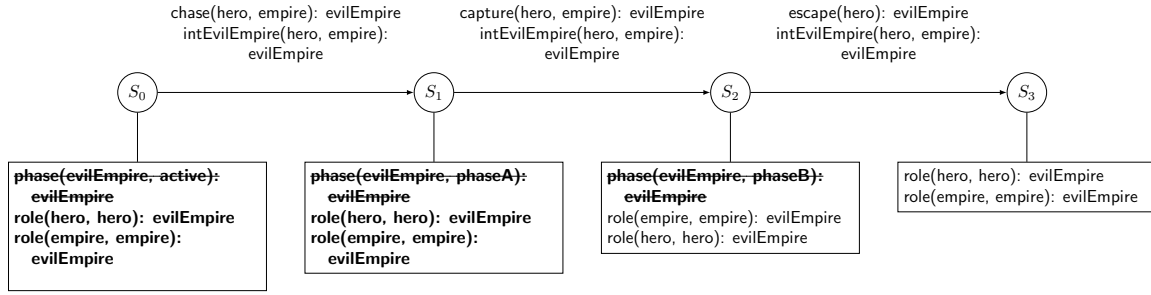 chase(hero, empire): evilEmpire
intEvilEmpire(hero, empire):
evilEmpire
capture(hero, empire): evilEmpire
intEvilEmpire(hero, empire):
evilEmpire
escape(hero): evilEmpire
intEvilEmpire(hero, empire):
evilEmpire
S0
S1
S2
S3
phase(evilEmpire, active):
evilEmpire
role(hero, hero): evilEmpire
role(empire, empire):
evilEmpire
phase(evilEmpire, phaseA):
evilEmpire
role(hero, hero): evilEmpire
role(empire, empire):
evilEmpire
phase(evilEmpire, phaseB):
evilEmpire
role(empire, empire): evilEmpire
role(hero, hero): evilEmpire
role(hero, hero): evilEmpire
role(empire, empire): evilEmpire